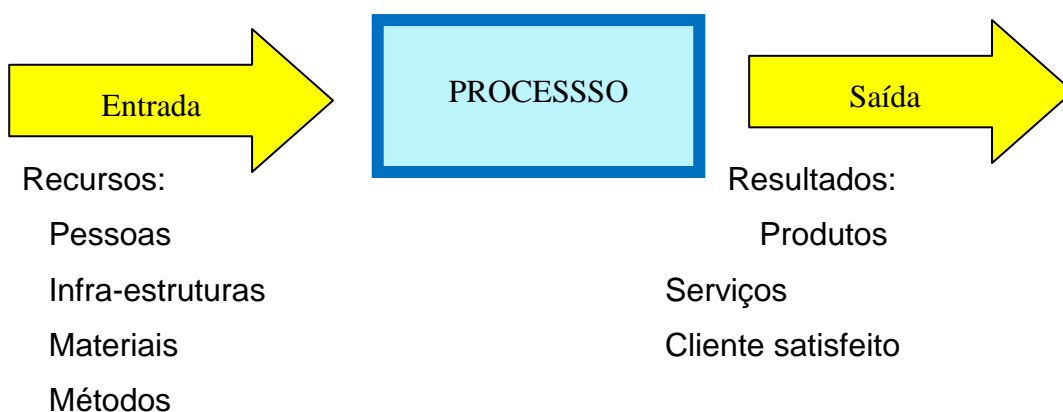 Entrada
PROCESSSO
Saída
Recursos:
Pessoas
Infra-estruturas
Materiais
Métodos
Resultados:
Produtos
Serviços
Cliente satisfeito